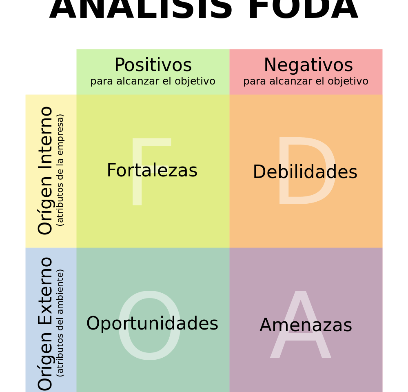 ANÁLISIS FODA
Positivos
para alcanzar el objetivo
Negativos
para alcanzar el objetivo
Orígen Interno
(atributos de la empresa)
F
Fortalezas
D
Debilidades
Orígen Externo
(atributos del ambiente)
O
Oportunidades
A
Amenazas